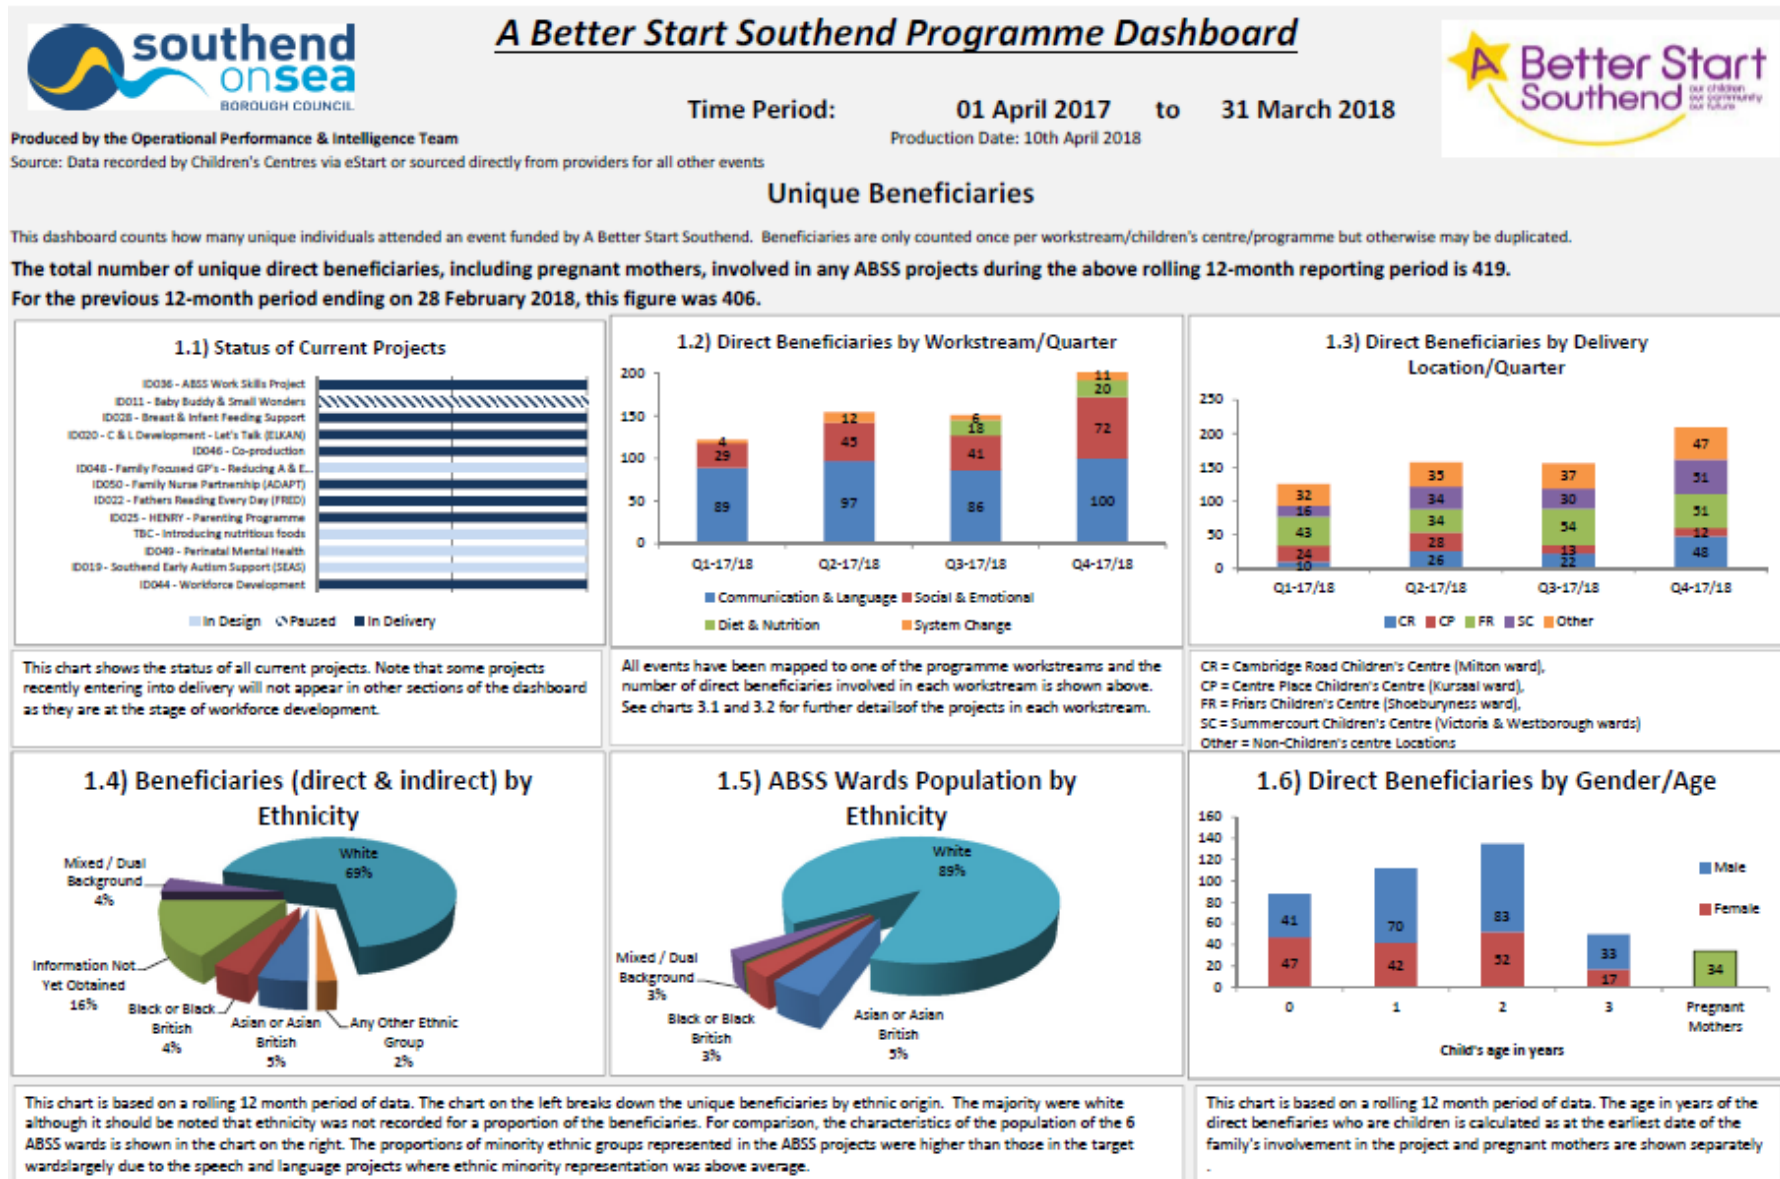 southend
onsea
BOROUGH COUNCIL
A Better Start Southend Programme Dashboard
A Better Start
Southend
our children
our community
our future
Time Period: 01 April 2017 to 31 March 2018
Produced by the Operational Performance & Intelligence Team
Production Date: 10th April 2018
Source: Data recorded by Children's Centres via eStart or sourced directly from providers for all other events
Unique Beneficiaries
This dashboard counts how many unique individuals attended an event funded by A Better Start Southend. Beneficiaries are only counted once per workstream/children's centre/programme but otherwise may be duplicated.
The total number of unique direct beneficiaries, including pregnant mothers, involved in any ABSS projects during the above rolling 12-month reporting period is 419.
For the previous 12-month period ending on 28 February 2018, this figure was 406.
1.1) Status of Current Projects
ID036 - ABSS Work Skills Project
ID011 - Baby Buddy & Small Wonders
ID028 - Breast & Infant Feeding Support
ID020 - C & L Development - Let's Talk (ELKAN)
ID046 - Co-production
ID048 - Family Focused GP's - Reducing A & E...
ID050 - Family Nurse Partnership (ADAPT)
ID022 - Fathers Reading Every Day (FRED)
ID025 - HENRY - Parenting Programme
TBC - Introducing nutritious foods
ID049 - Perinatal Mental Health
ID019 - Southend Early Autism Support (SEAS)
ID044 - Workforce Development
In Design Paused In Delivery
This chart shows the status of all current projects. Note that some projects
recently entering into delivery will not appear in other sections of the dashboard
as they are at the stage of workforce development.
1.2) Direct Beneficiaries by Workstream/Quarter
200
150
100
50
0
4
29
89
12
45
97
6
18
41
86
11
20
72
100
Q1-17/18 Q2-17/18 Q3-17/18 Q4-17/18
Communication & Language Social & Emotional
Diet & Nutrition System Change
All events have been mapped to one of the programme workstreams and the
number of direct beneficiaries involved in each workstream is shown above.
See charts 3.1 and 3.2 for further detailsof the projects in each workstream.
1.3) Direct Beneficiaries by Delivery
Location/Quarter
250
200
150
100
50
0
32
16
43
24
10
35
34
34
28
26
37
30
54
13
22
47
51
51
12
48
Q1-17/18 Q2-17/18 Q3-17/18 Q4-17/18
CR CP FR SC Other
CR = Cambridge Road Children's Centre (Milton ward),
CP = Centre Place Children's Centre (Kursaal ward),
FR = Friars Children's Centre (Shoeburyness ward),
SC = Summercourt Children's Centre (Victoria & Westborough wards)
Other = Non-Children's centre Locations
1.4) Beneficiaries (direct & indirect) by
Ethnicity
White
69%
Mixed / Dual
Background
4%
Information Not
Yet Obtained
16%
Black or Black
British
4%
Asian or Asian
British
5%
Any Other Ethnic
Group
2%
1.5) ABSS Wards Population by
Ethnicity
White
89%
Mixed / Dual
Background
3%
Black or Black
British
3%
Asian or Asian
British
5%
1.6) Direct Beneficiaries by Gender/Age
160
140
120
100
80
60
40
20
0
41
47
70
42
83
52
33
17
34
Male
Female
0 1 2 3 Pregnant
Mothers
Child's age in years
This chart is based on a rolling 12 month period of data. The chart on the left breaks down the unique beneficiaries by ethnic origin. The majority were white
although it should be noted that ethnicity was not recorded for a proportion of the beneficiaries. For comparison, the characteristics of the population of the 6
ABSS wards is shown in the chart on the right. The proportions of minority ethnic groups represented in the ABSS projects were higher than those in the target
wardslargely due to the speech and language projects where ethnic minority representation was above average.
This chart is based on a rolling 12 month period of data. The age in years of the
direct benefiaries who are children is calculated as at the earliest date of the
family's involvement in the project and pregnant mothers are shown separately
.